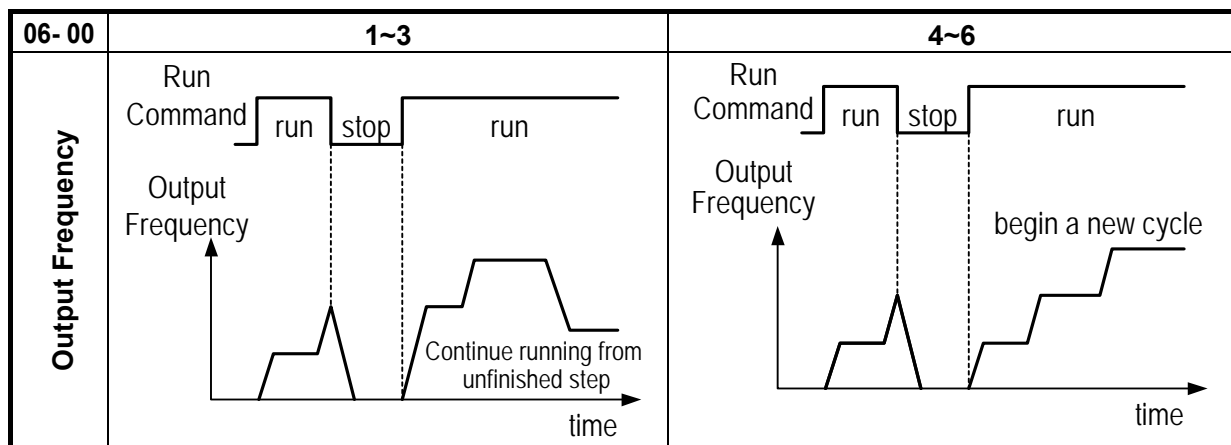 06- 00
1~3
4~6
Output Frequency
Run
Command
run
stop
run
Output
Frequency
Continue running from
unfinished step
time
Run
Command
run
stop
run
Output
Frequency
begin a new cycle
time